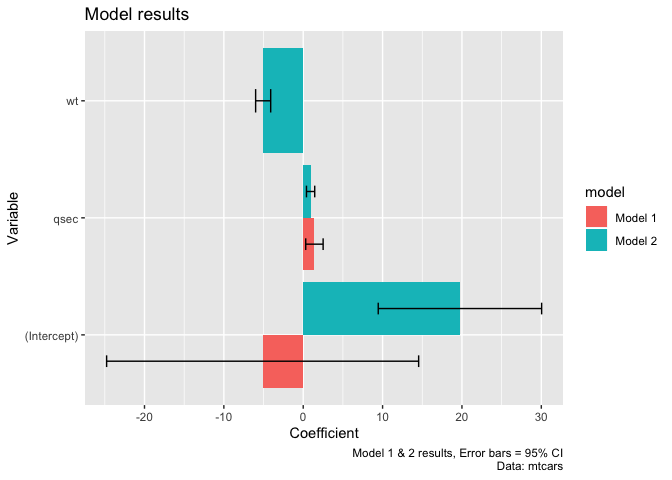 Model results
wt
qsec
(Intercept)
Variable
-20 -10 0 10 20 30
Coefficient
model
Model 1
Model 2
Model 1 & 2 results, Error bars = 95% CI
Data: mtcars